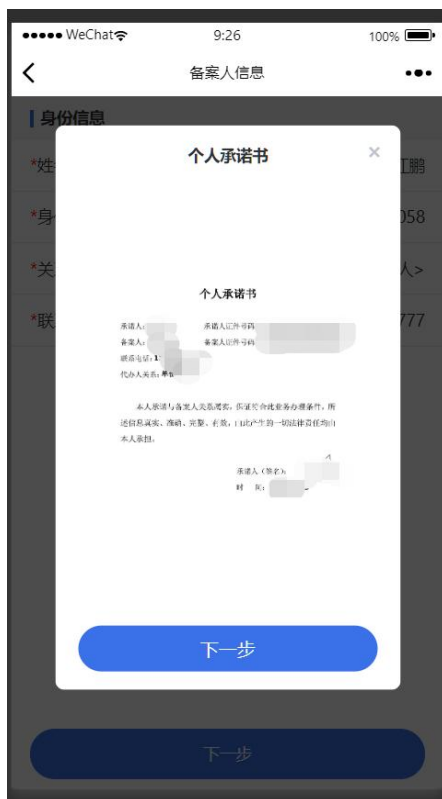 WeChat 9:26 100%
备案人信息
身份信息
个人承诺书
*姓
江鹏
*身
058
*关
人>
*联
777
个人承诺书
承诺人: 承诺人证件号码
备案人: 备案人证件号码
联系电话: 1
代办人关系: 单位
本人承诺与备案人关系属实,保证符合此业务办理条件,所
述信息真实、准确、完整、有效,由此产生的一切法律责任均由
本人承担。
承诺人(签名):
时 间:
下一步
下一步